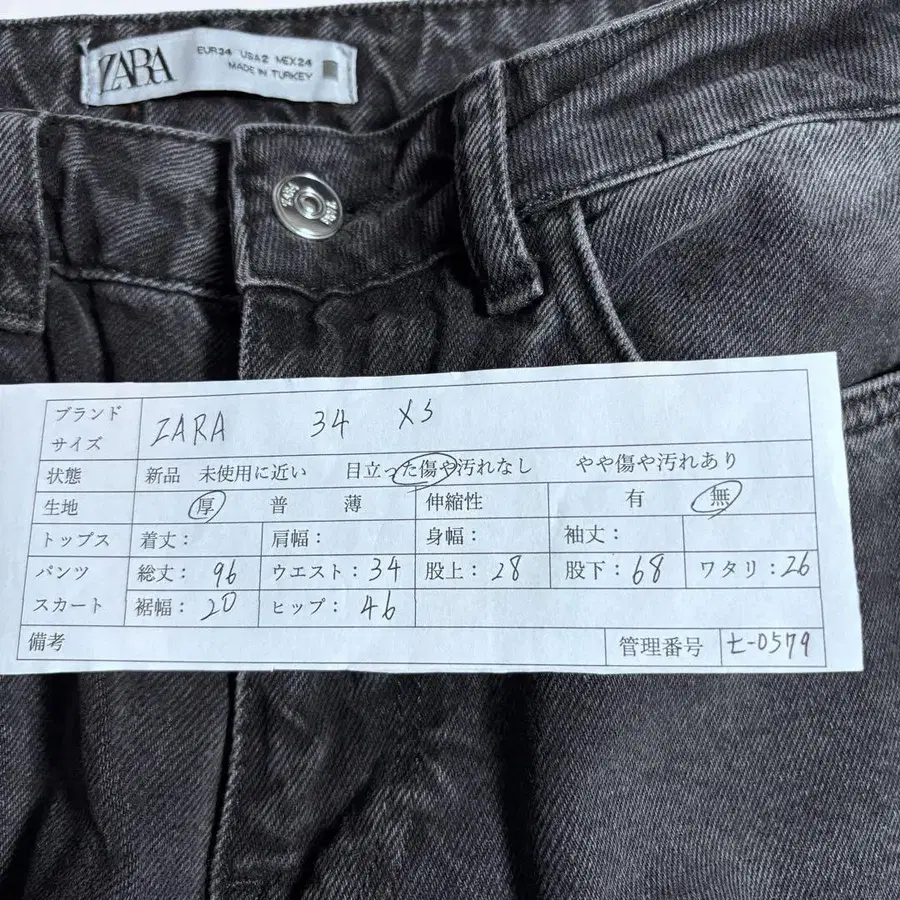 ZARA
EUR34 USA2 MEX24
MADE IN TURKEY
ブランド
サイズ
ZARA 34 XS
状態 新品 未使用に近い 目立った傷や汚れなし やや傷や汚れあり
生地 厚 普 薄 伸縮性 有 無
トップス 着丈: 肩幅: 身幅: 袖丈:
パンツ 総丈: 96 ウエスト: 34 股上: 28 股下: 68 ワタリ: 26
スカート 裾幅: 20 ヒップ: 46
備考 管理番号 七-0579